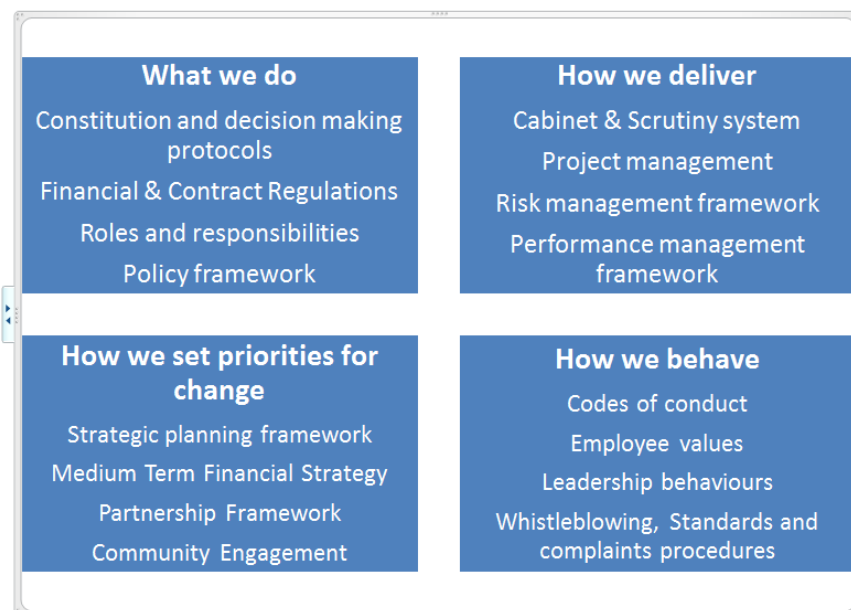 What we do
Constitution and decision making
protocols
Financial & Contract Regulations
Roles and responsibilities
Policy framework
How we deliver
Cabinet & Scrutiny system
Project management
Risk management framework
Performance management
framework
How we set priorities for
change
Strategic planning framework
Medium Term Financial Strategy
Partnership Framework
Community Engagement
How we behave
Codes of conduct
Employee values
Leadership behaviours
Whistleblowing, Standards and
complaints procedures